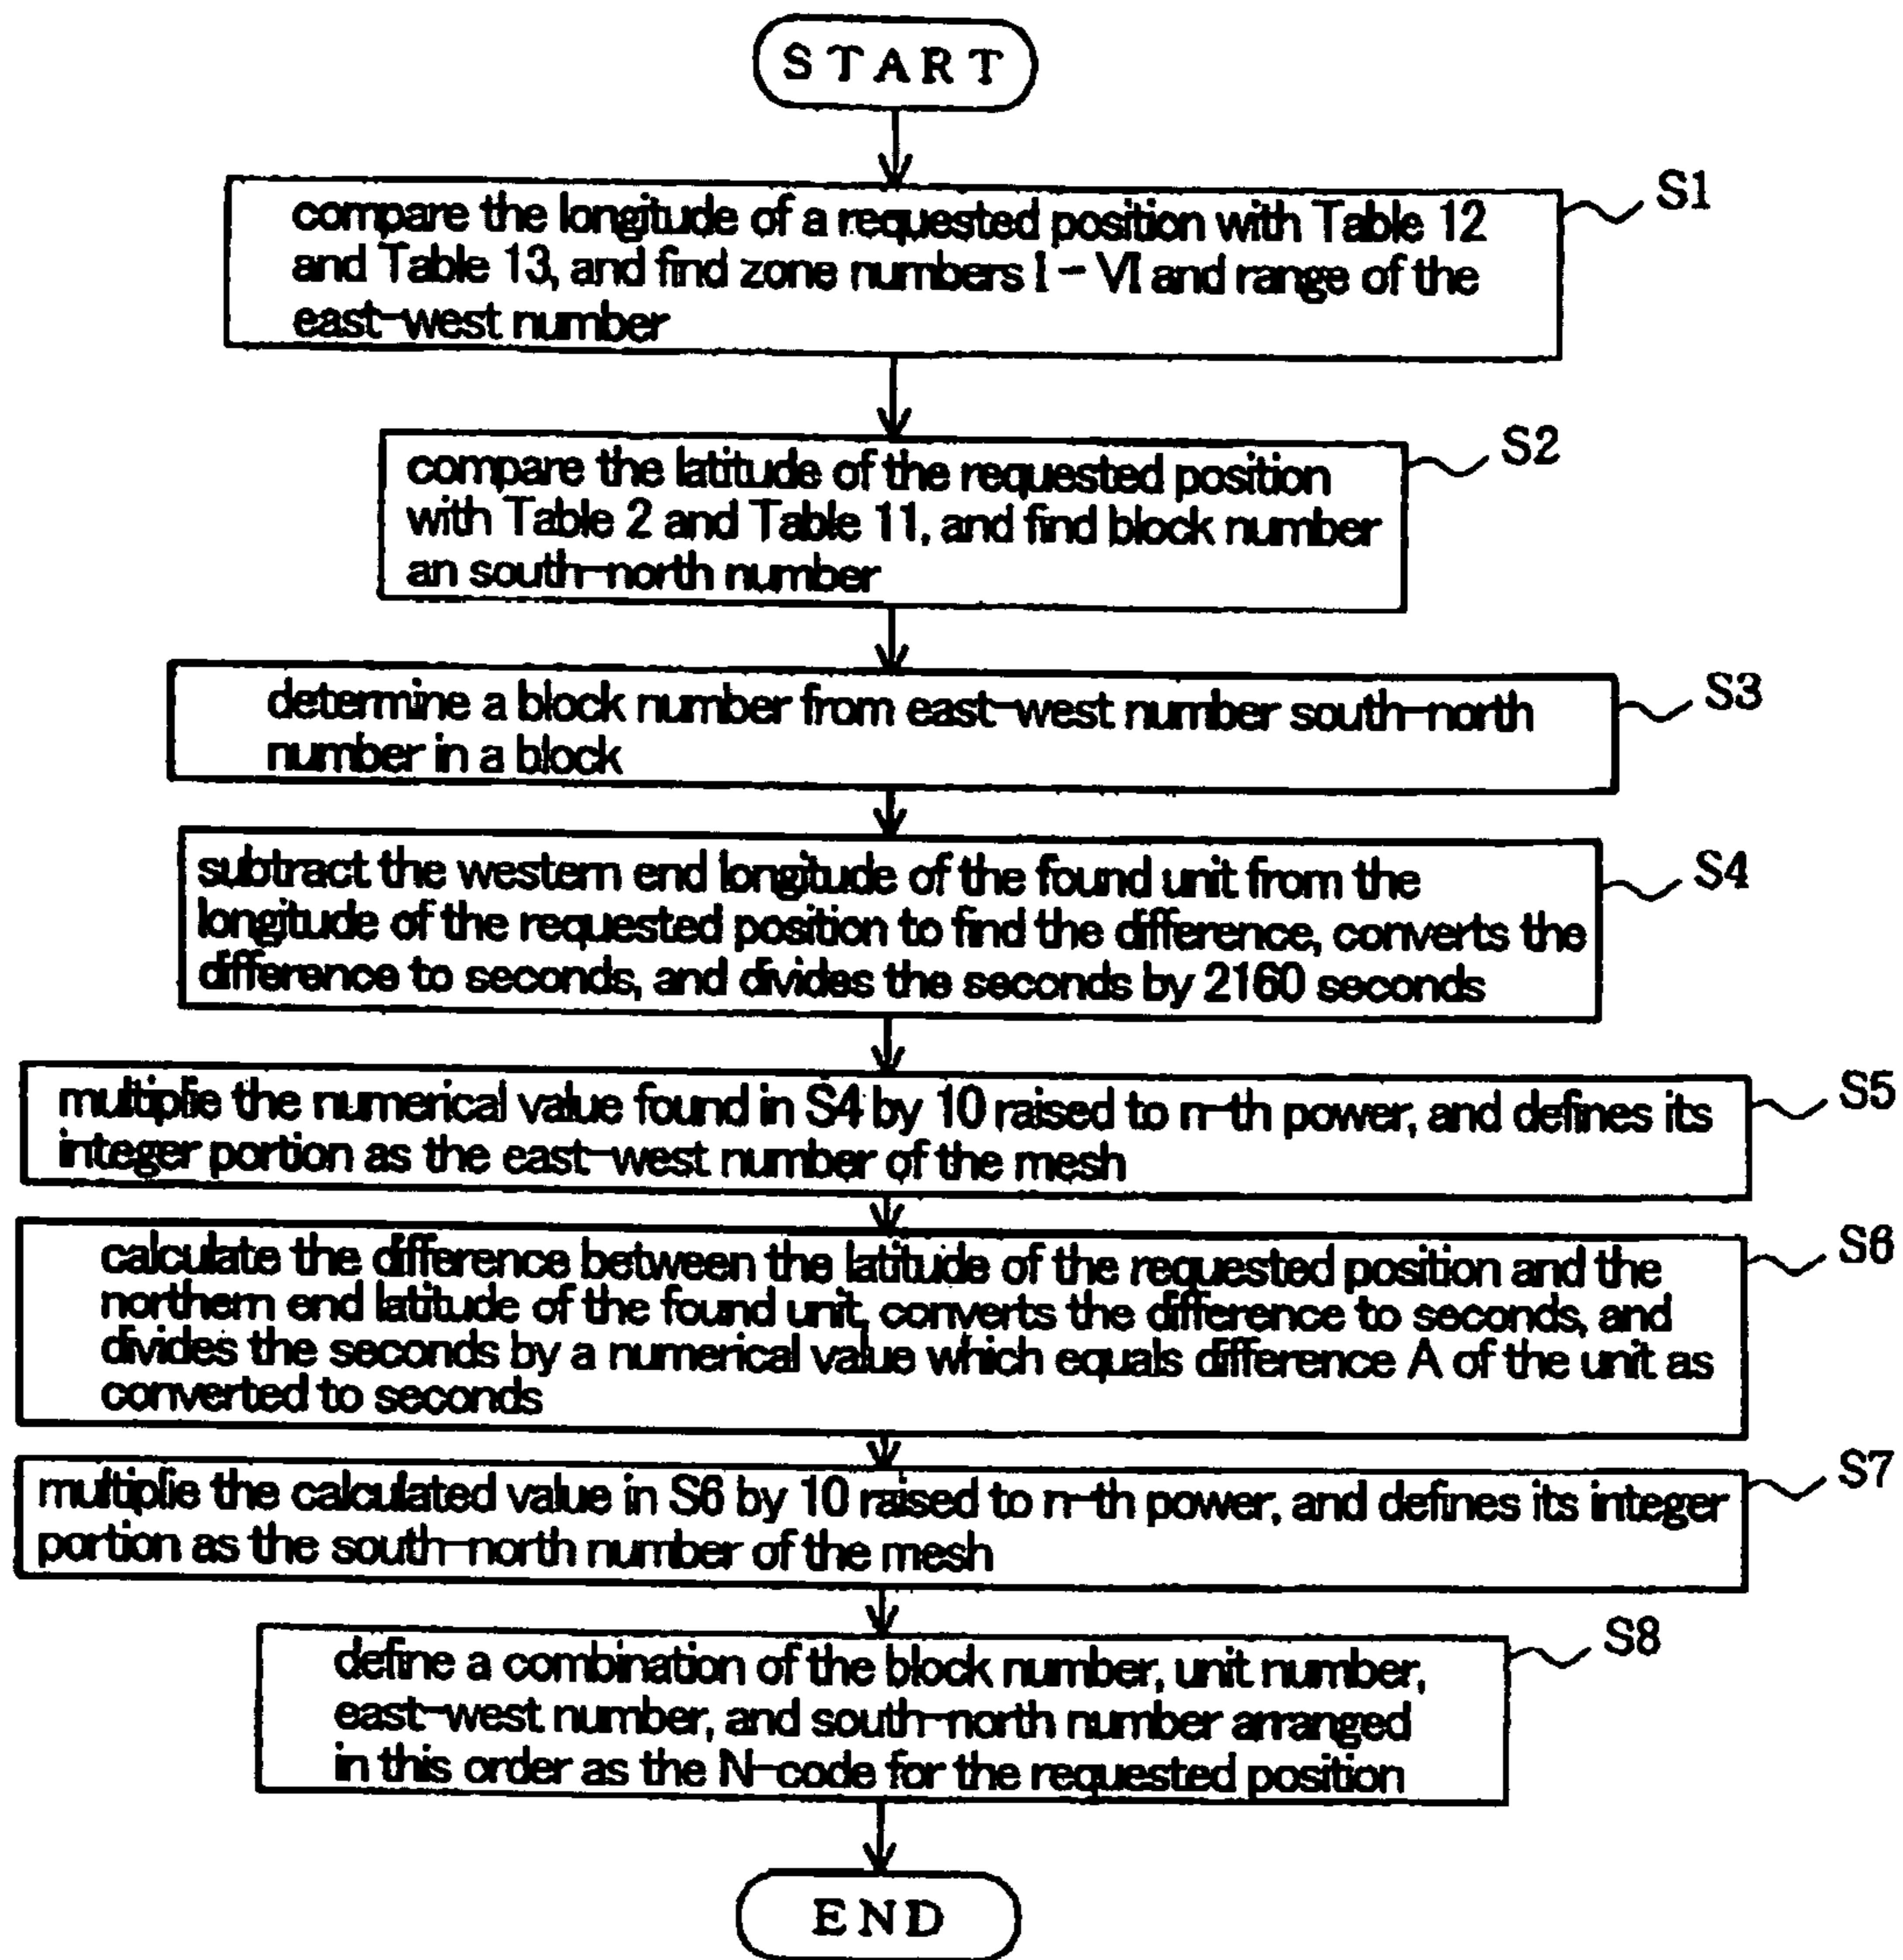 START
compare the longitude of a requested position with Table 12
and Table 13, and find zone numbers I - VI and range of the
east-west number
S1
compare the latitude of the requested position
with Table 2 and Table 11, and find block number
an south-north number
S2
determine a block number from east-west number south-north
number in a block
S3
subtract the western end longitude of the found unit from the
longitude of the requested position to find the difference, converts the
difference to seconds, and divides the seconds by 2160 seconds
S4
multiplie the numerical value found in S4 by 10 raised to n-th power, and defines its
integer portion as the east-west number of the mesh
S5
calculate the difference between the latitude of the requested position and the
northern end latitude of the found unit, converts the difference to seconds, and
divides the seconds by a numerical value which equals difference A of the unit as
converted to seconds
S6
multiplie the calculated value in S6 by 10 raised to n-th power, and defines its integer
portion as the south-north number of the mesh
S7
define a combination of the block number, unit number,
east-west number, and south-north number arranged
in this order as the N-code for the requested position
S8
END